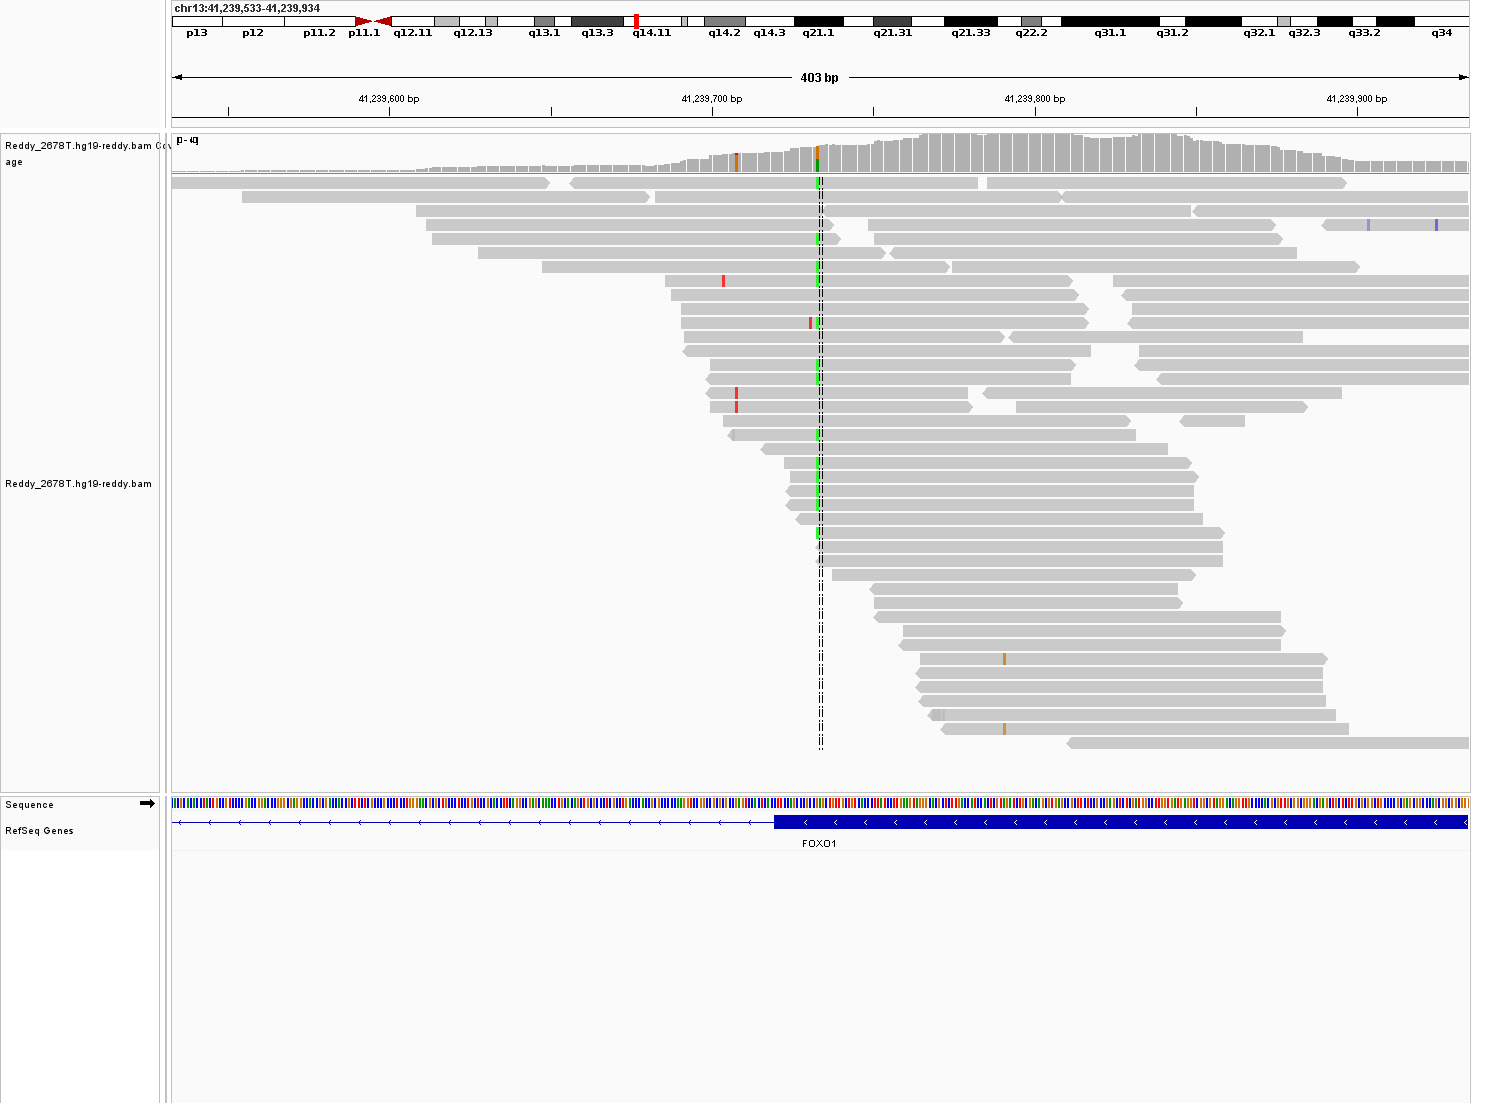 chr13:41,239,533-41,239,934
p13 p12 p11.2 p11.1 q12.11 q12.13 q13.1 q13.3 q14.11 q14.2 q14.3 q21.1 q21.31 q21.33 q22.2 q31.1 q31.2 q32.1 q32.3 q33.2 q34
403 bp
41,239,600 bp 41,239,700 bp 41,239,800 bp 41,239,900 bp
Reddy_2678T.hg19-reddy.bam Cov
age
Reddy_2678T.hg19-reddy.bam
Sequence
RefSeq Genes
FOXO1